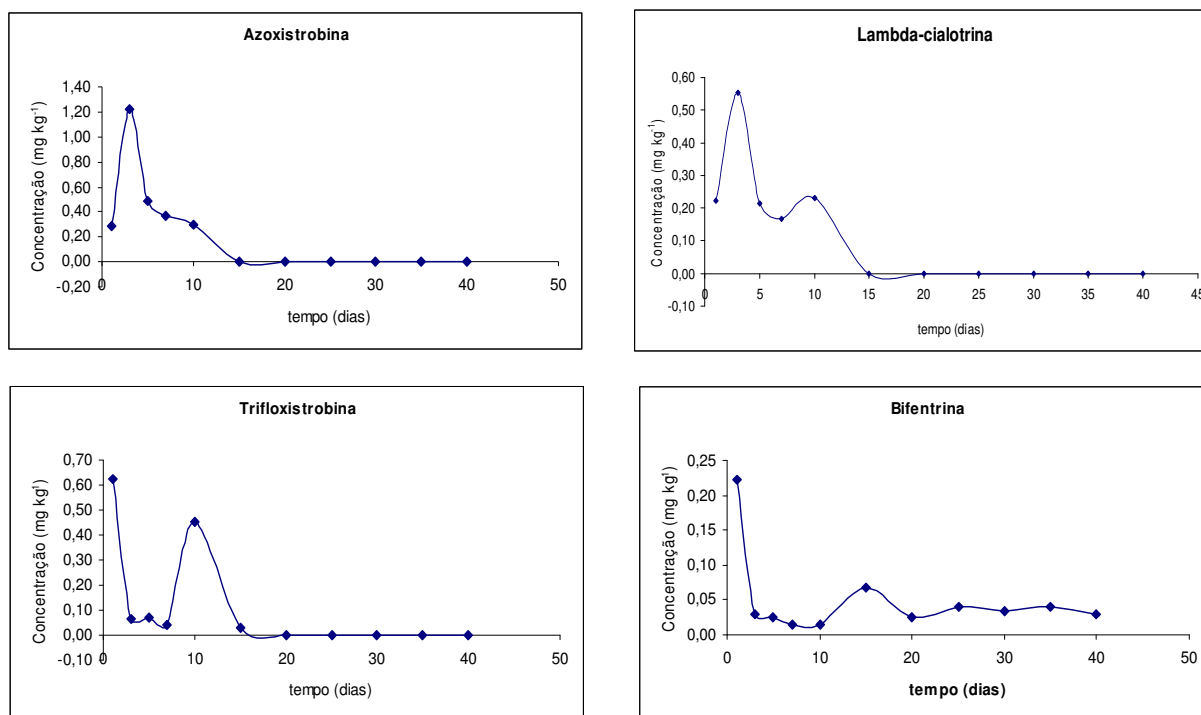 Azoxistrobina
Concentração (mg kg⁻¹)
1,40
1,20
1,00
0,80
0,60
0,40
0,20
0,00
-0,20
0 10 20 30 40 50
tempo (dias)
Lambda-cialotrina
Concentração (mg kg⁻¹)
0,60
0,50
0,40
0,30
0,20
0,10
0,00
-0,10
0 5 10 15 20 25 30 35 40 45
tempo (dias)
Trifloxistrobina
Concentração (mg kg¹)
0,70
0,60
0,50
0,40
0,30
0,20
0,10
0,00
-0,10
0 10 20 30 40 50
tempo (dias)
Bifentrina
Concentração (mg kg¹)
0,25
0,20
0,15
0,10
0,05
0,00
0 10 20 30 40 50
tempo (dias)